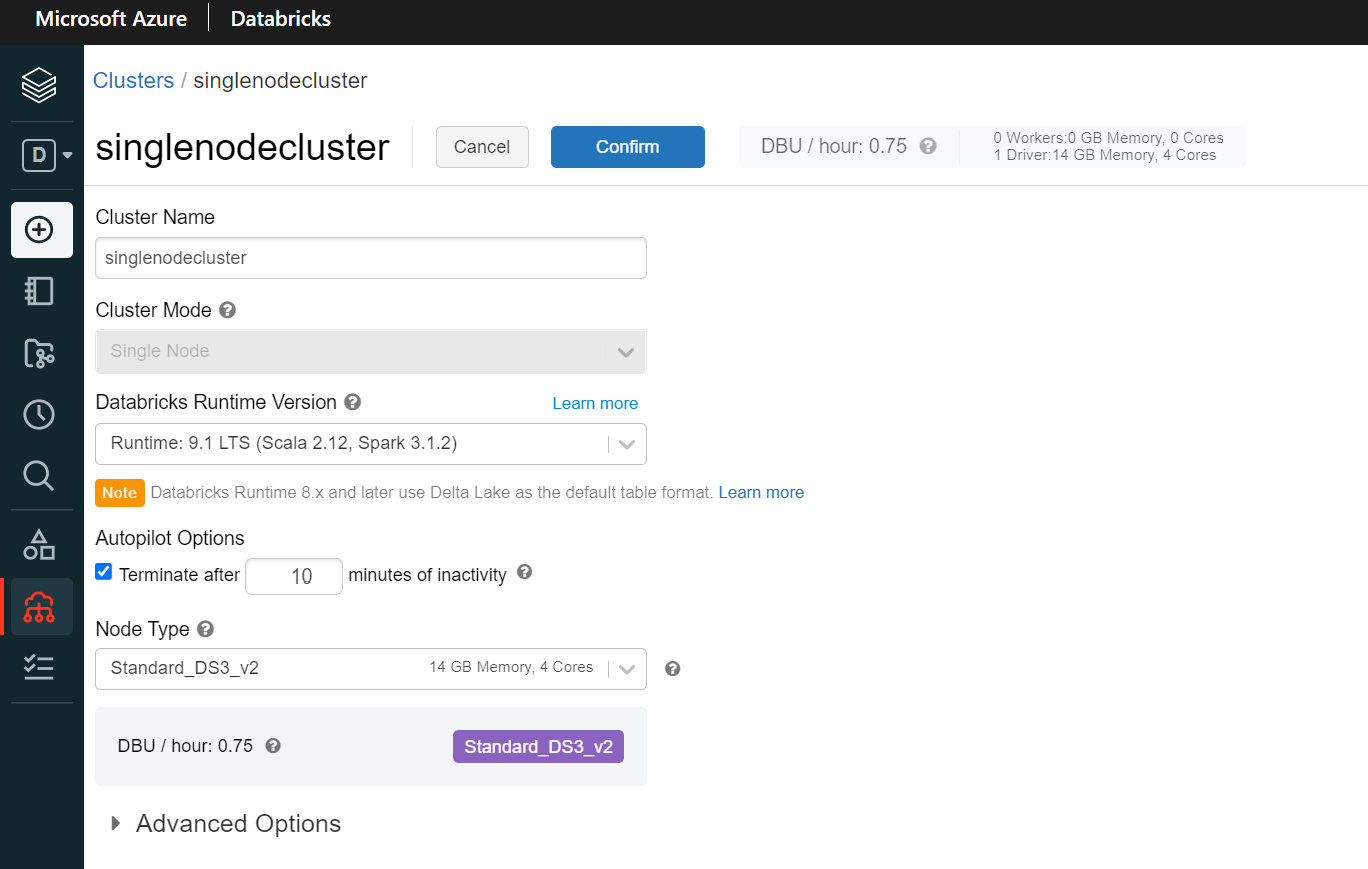 Microsoft Azure Databricks
Clusters / singlenodecluster
D
singlenodecluster
Cancel
Confirm
DBU / hour: 0.75
0 Workers:0 GB Memory, 0 Cores
1 Driver:14 GB Memory, 4 Cores
Cluster Name
singlenodecluster
Cluster Mode
Single Node
Databricks Runtime Version
Learn more
Runtime: 9.1 LTS (Scala 2.12, Spark 3.1.2)
Note Databricks Runtime 8.x and later use Delta Lake as the default table format. Learn more
Autopilot Options
Terminate after 10 minutes of inactivity
Node Type
Standard_DS3_v2 14 GB Memory, 4 Cores
DBU / hour: 0.75 Standard_DS3_v2
Advanced Options